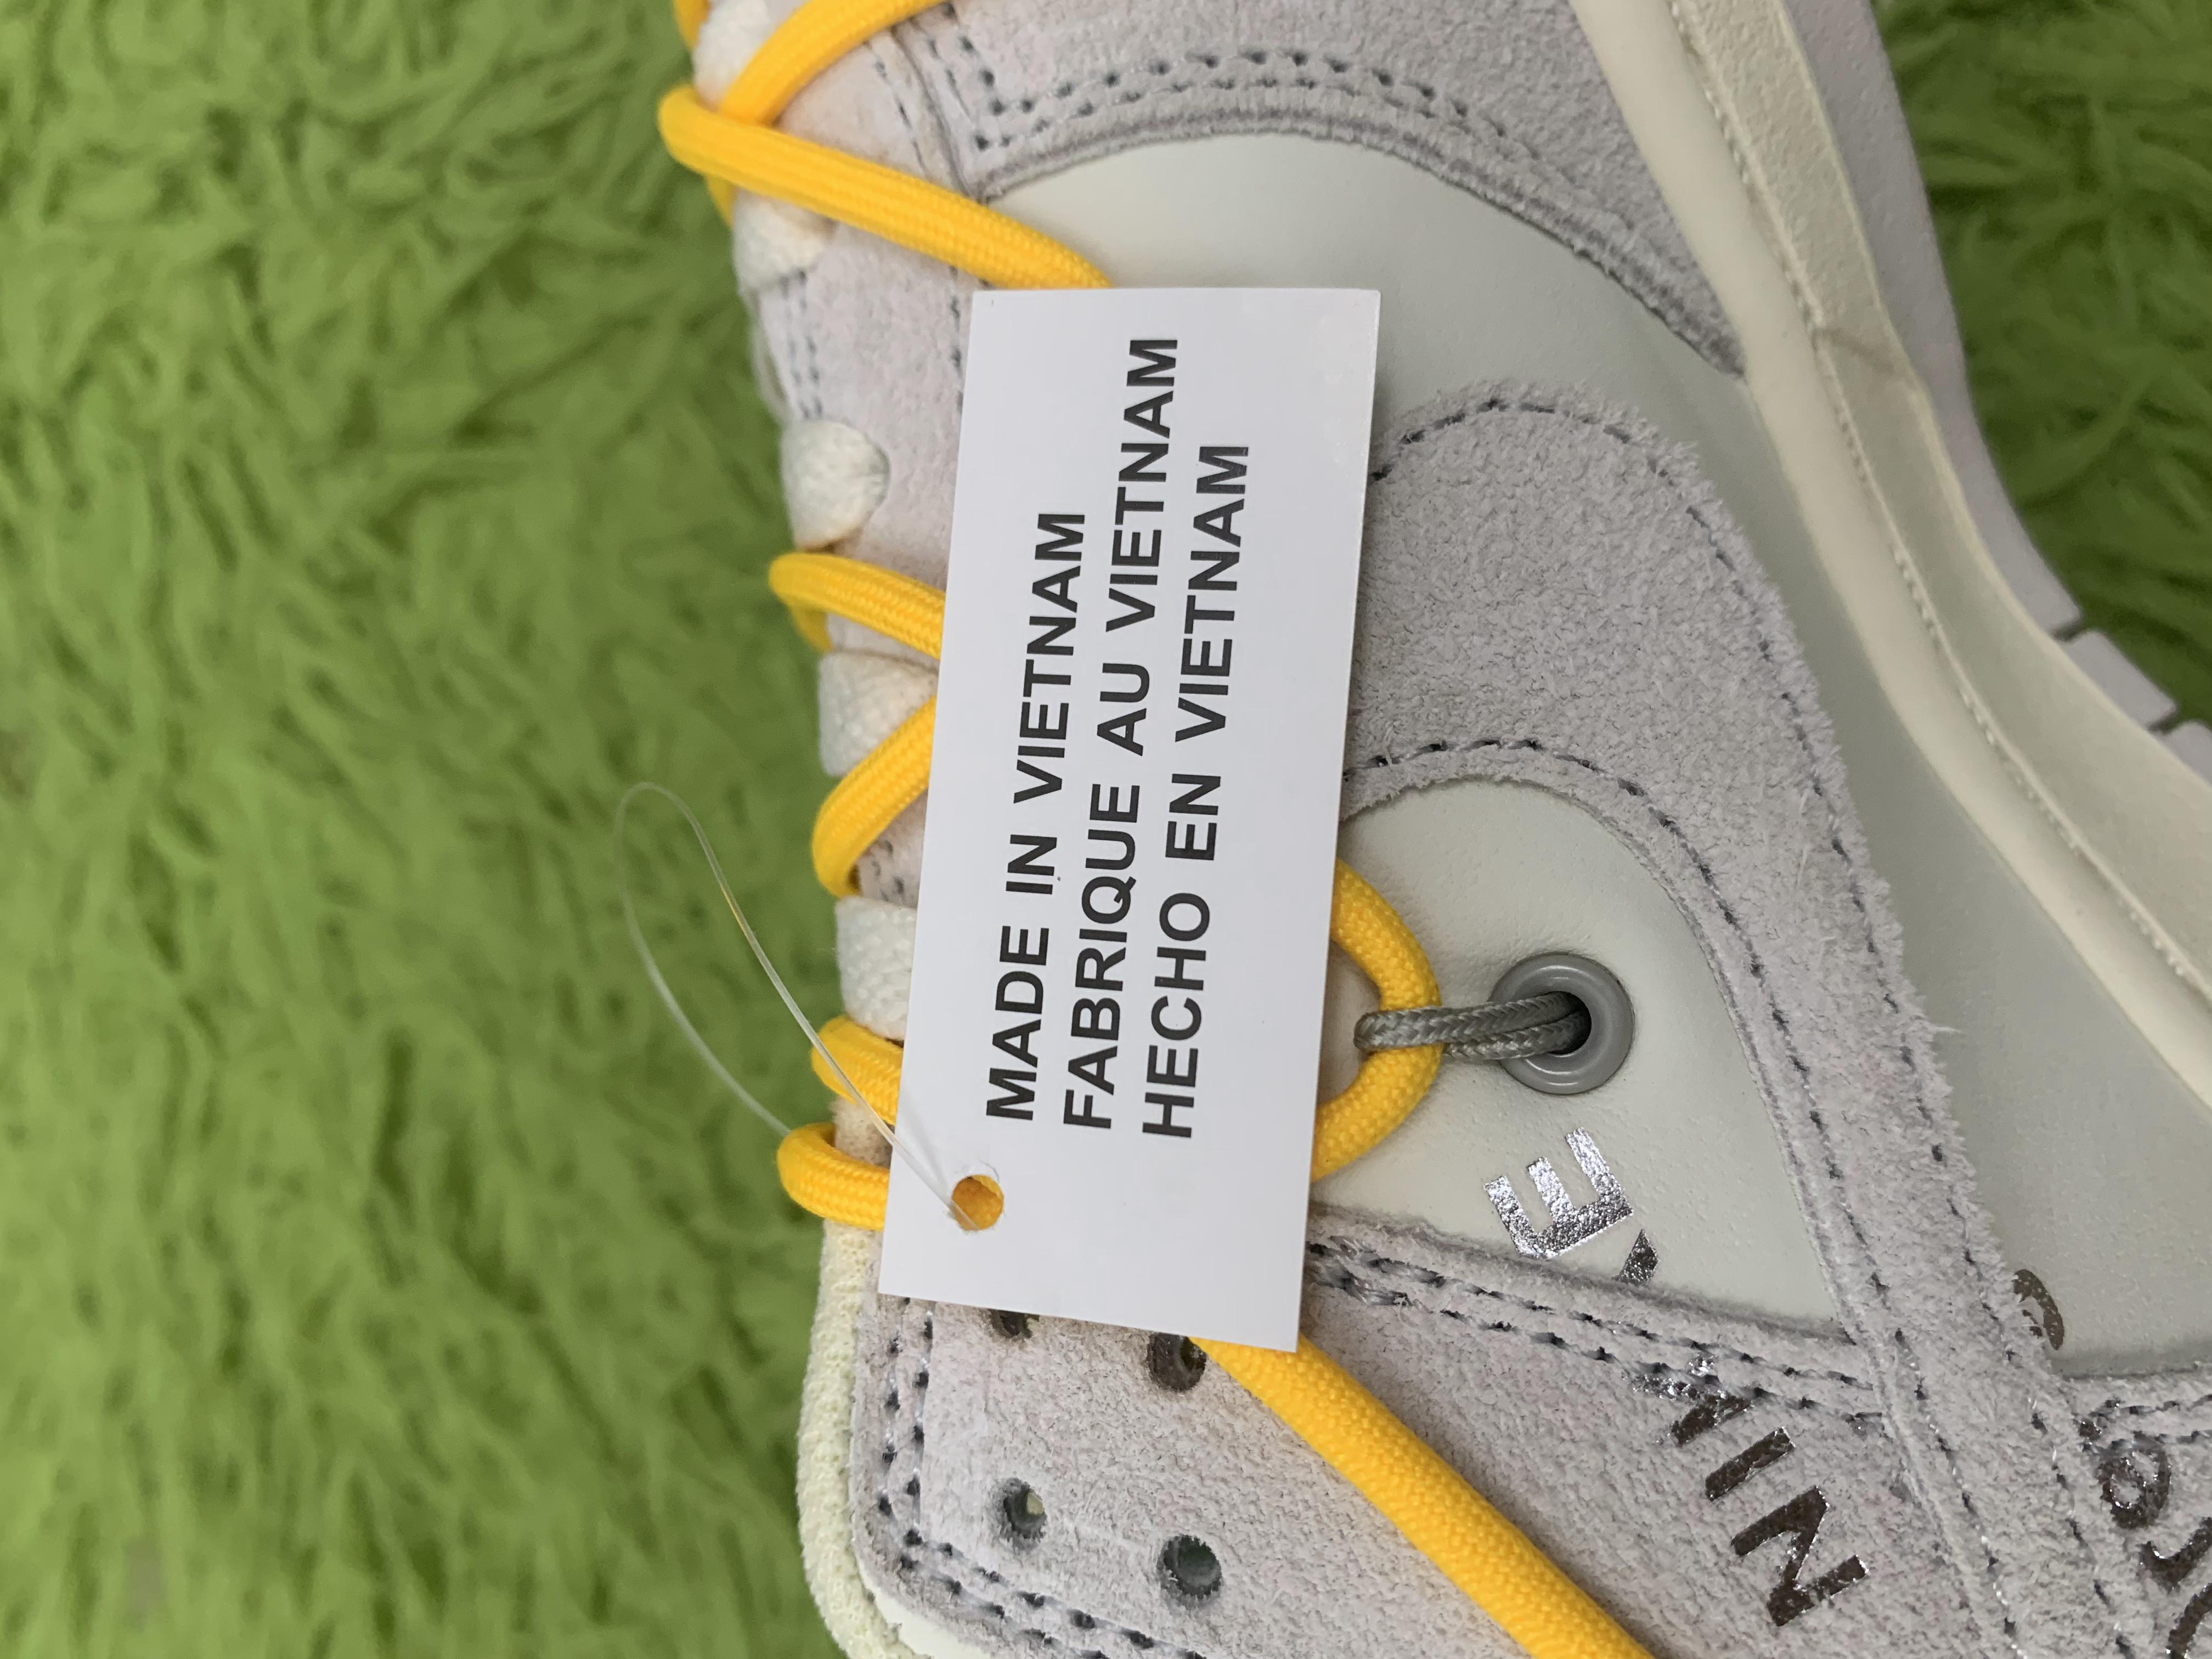 MADE IN VIETNAM
FABRIQUE AU VIETNAM
HECHO EN VIETNAM